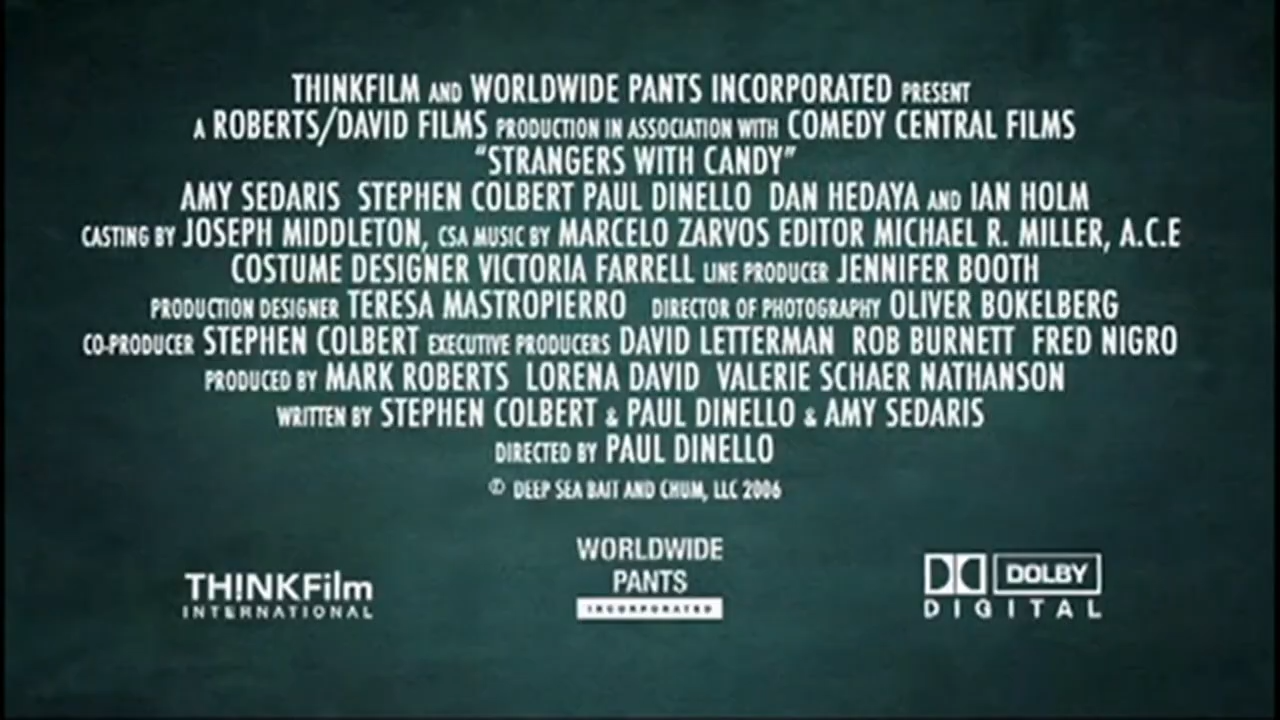 THINKFILM AND WORLDWIDE PANTS INCORPORATED PRESENT
A ROBERTS/DAVID FILMS PRODUCTION IN ASSOCIATION WITH COMEDY CENTRAL FILMS
"STRANGERS WITH CANDY"
AMY SEDARIS STEPHEN COLBERT PAUL DINELLO DAN HEDAYA AND IAN HOLM
CASTING BY JOSEPH MIDDLETON, CSA MUSIC BY MARCELO ZARVOS EDITOR MICHAEL R. MILLER, A.C.E
COSTUME DESIGNER VICTORIA FARRELL LINE PRODUCER JENNIFER BOOTH
PRODUCTION DESIGNER TERESA MASTROPIERRO DIRECTOR OF PHOTOGRAPHY OLIVER BOKELBERG
CO-PRODUCER STEPHEN COLBERT EXECUTIVE PRODUCERS DAVID LETTERMAN ROB BURNETT FRED NIGRO
PRODUCED BY MARK ROBERTS LORENA DAVID VALERIE SCHAER NATHANSON
WRITTEN BY STEPHEN COLBERT & PAUL DINELLO & AMY SEDARIS
DIRECTED BY PAUL DINELLO
© DEEP SEA BAIT AND CHUM, LLC 2006
THINKFilm
INTERNATIONAL
WORLDWIDE
PANTS
INCORPORATED
DOLBY
DIGITAL